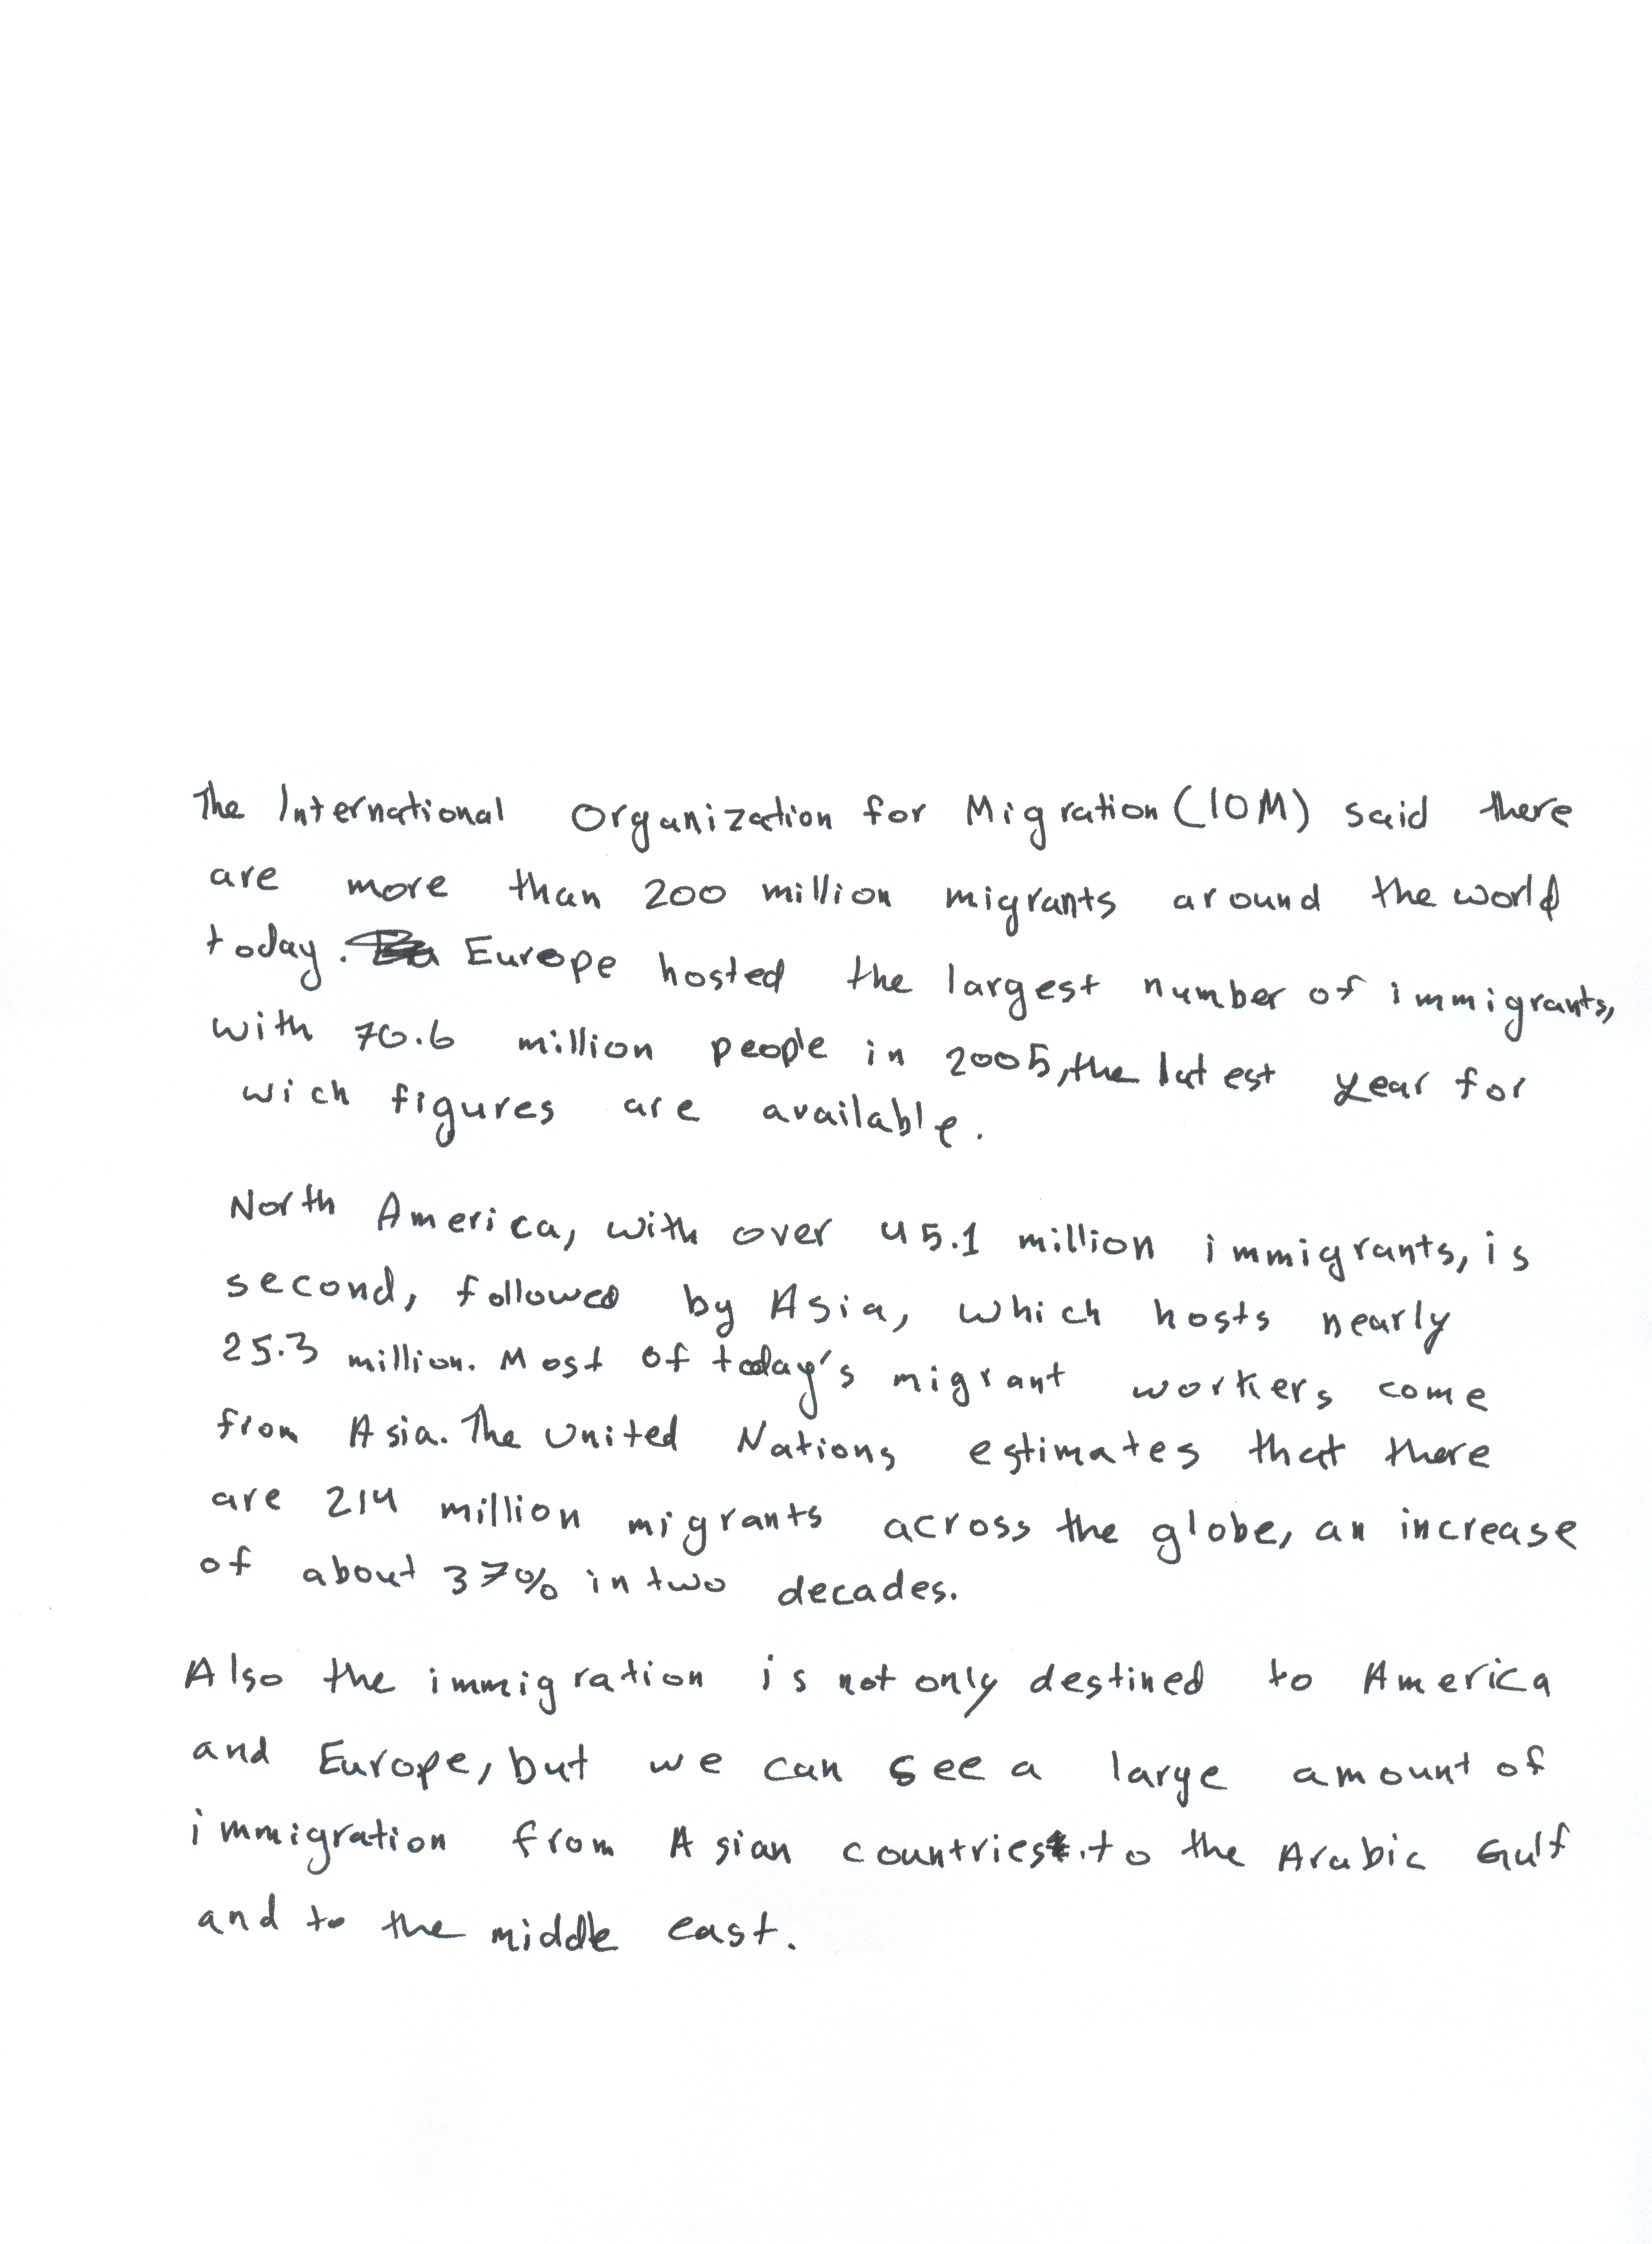 The International Organization for Migration (IOM) said there
are more than 200 million migrants around the world
today. Europe hosted the largest number of immigrants,
with 70.6 million people in 2005, the latest year for
wich figures are available.
North America, with over 45.1 million immigrants, is
second, followed by Asia, which hosts nearly
25.3 million. Most of today's migrant workers come
from Asia. The United Nations estimates that there
are 214 million migrants across the globe, an increase
of about 37% in two decades.
Also the immigration is not only destined to America
and Europe, but we can see a large amount of
immigration from Asian countries to the Arabic Gulf
and to the middle east.